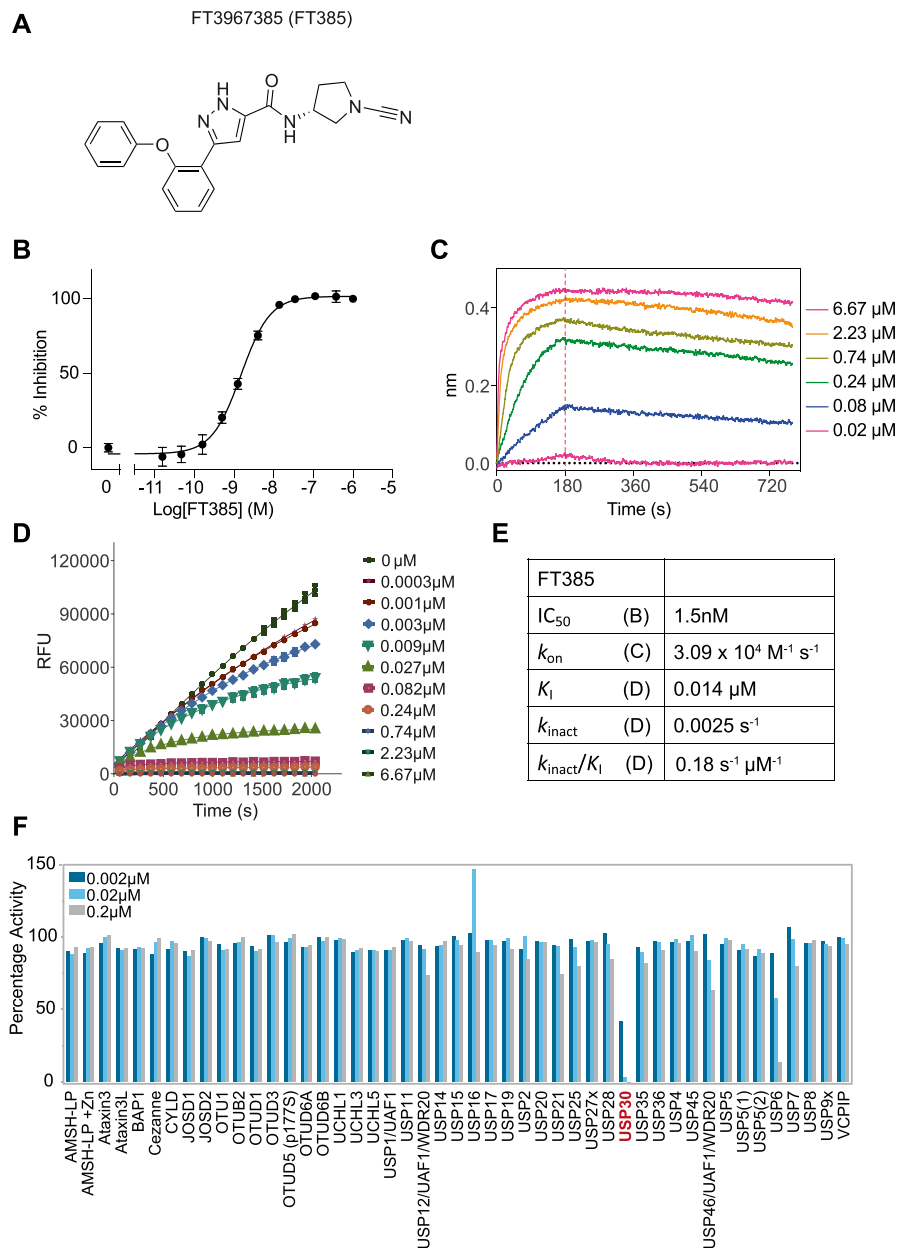 FT3967385 (FT385)
A
H
N
N
O
N
H
N
N
O
B
% Inhibition
100
50
0
0
-11
-10
-9
-8
-7
-6
-5
Log[FT385] (M)
C
nm
0.4
0.2
0.0
0
180
360
540
720
Time (s)
6.67 µM
2.23 µM
0.74 µM
0.24 µM
0.08 µM
0.02 µM
D
RFU
120000
90000
60000
30000
0
0
500
1000
1500
2000
Time (s)
0 µM
0.0003µM
0.001µM
0.003µM
0.009µM
0.027µM
0.082µM
0.24µM
0.74µM
2.23µM
6.67µM
E
FT385
IC50 (B) 1.5nM
kon (C) 3.09 x 10⁴ M⁻¹ s⁻¹
KI (D) 0.014 µM
kinact (D) 0.0025 s⁻¹
kinact/KI (D) 0.18 s⁻¹ µM⁻¹
F
Percentage Activity
150
100
50
0
0.002µM
0.02µM
0.2µM
AMSH-LP
AMSH-LP +Zn
Ataxin3
Ataxin3L
BAP1
Cezanne
CYLD
JOSD1
JOSD2
OTU1
OTUB2
OTUD1
OTUD3
OTUD5 (p177S)
OTUD6A
OTUD6B
UCHL1
UCHL3
UCHL5
USP1/UAF1
USP11
USP12/UAF1/WDR20
USP14
USP15
USP16
USP17
USP19
USP2
USP20
USP21
USP25
USP27x
USP28
USP30
USP35
USP36
USP4
USP45
USP46/UAF1/WDR20
USP5
USP5(1)
USP5(2)
USP6
USP7
USP8
USP9x
VCPIP